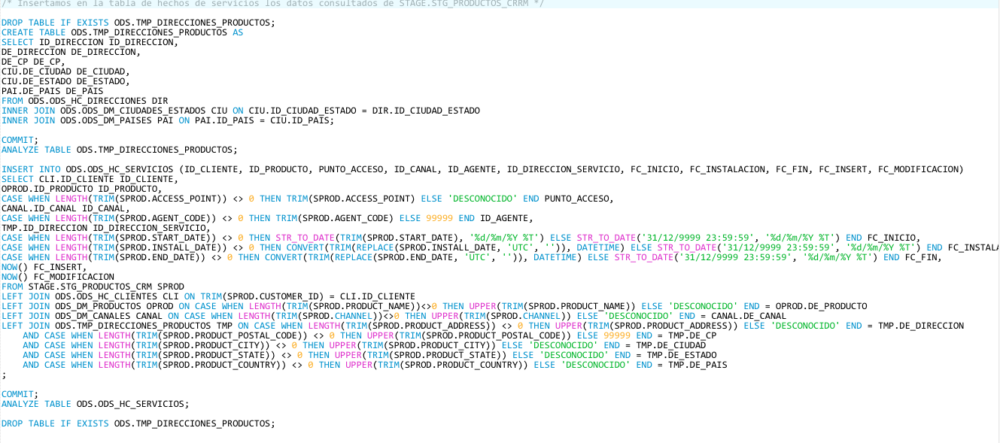 /* Insertamos en la tabla de hechos de servicios los datos consultados de STAGE.STG_PRODUCTOS_CRRM */
DROP TABLE IF EXISTS ODS.TMP_DIRECCIONES_PRODUCTOS;
CREATE TABLE ODS.TMP_DIRECCIONES_PRODUCTOS AS
SELECT ID_DIRECCION ID_DIRECCION,
DE_DIRECCION DE_DIRECCION,
DE_CP DE_CP,
CIU.DE_CIUDAD DE_CIUDAD,
CIU.DE_ESTADO DE_ESTADO,
PAI.DE_PAIS DE_PAIS
FROM ODS.ODS_HC_DIRECCIONES DIR
INNER JOIN ODS.ODS_DM_CIUDADES_ESTADOS CIU ON CIU.ID_CIUDAD_ESTADO = DIR.ID_CIUDAD_ESTADO
INNER JOIN ODS.ODS_DM_PAISES PAI ON PAI.ID_PAIS = CIU.ID_PAIS;
COMMIT;
ANALYZE TABLE ODS.TMP_DIRECCIONES_PRODUCTOS;
INSERT INTO ODS.ODS_HC_SERVICIOS (ID_CLIENTE, ID_PRODUCTO, PUNTO_ACCESO, ID_CANAL, ID_AGENTE, ID_DIRECCION_SERVICIO, FC_INICIO, FC_INSTALACION, FC_FIN, FC_INSERT, FC_MODIFICACION)
SELECT CLI.ID_CLIENTE ID_CLIENTE,
OPROD.ID_PRODUCTO ID_PRODUCTO,
CASE WHEN LENGTH(TRIM(SPROD.ACCESS_POINT)) <> 0 THEN TRIM(SPROD.ACCESS_POINT) ELSE 'DESCONOCIDO' END PUNTO_ACCESO,
CANAL.ID_CANAL ID_CANAL,
CASE WHEN LENGTH(TRIM(SPROD.AGENT_CODE)) <> 0 THEN TRIM(SPROD.AGENT_CODE) ELSE 99999 END ID_AGENTE,
TMP.ID_DIRECCION ID_DIRECCION_SERVICIO,
CASE WHEN LENGTH(TRIM(SPROD.START_DATE)) <> 0 THEN STR_TO_DATE(TRIM(SPROD.START_DATE), '%d/%m/%Y %T') ELSE STR_TO_DATE('31/12/9999 23:59:59', '%d/%m/%Y %T') END FC_INICIO,
CASE WHEN LENGTH(TRIM(SPROD.INSTALL_DATE)) <> 0 THEN CONVERT(TRIM(REPLACE(SPROD.INSTALL_DATE, 'UTC', '')), DATETIME) ELSE STR_TO_DATE('31/12/9999 23:59:59', '%d/%m/%Y %T') END FC_INSTALA
CASE WHEN LENGTH(TRIM(SPROD.END_DATE)) <> 0 THEN CONVERT(TRIM(REPLACE(SPROD.END_DATE, 'UTC', '')), DATETIME) ELSE STR_TO_DATE('31/12/9999 23:59:59', '%d/%m/%Y %T') END FC_FIN,
NOW() FC_INSERT,
NOW() FC_MODIFICACION
FROM STAGE.STG_PRODUCTOS_CRM SPROD
LEFT JOIN ODS.ODS_HC_CLIENTES CLI ON TRIM(SPROD.CUSTOMER_ID) = CLI.ID_CLIENTE
LEFT JOIN ODS_DM_PRODUCTOS OPROD ON CASE WHEN LENGTH(TRIM(SPROD.PRODUCT_NAME))<>0 THEN UPPER(TRIM(SPROD.PRODUCT_NAME)) ELSE 'DESCONOCIDO' END = OPROD.DE_PRODUCTO
LEFT JOIN ODS_DM_CANALES CANAL ON CASE WHEN LENGTH(TRIM(SPROD.CHANNEL))<>0 THEN UPPER(TRIM(SPROD.CHANNEL)) ELSE 'DESCONOCIDO' END = CANAL.DE_CANAL
LEFT JOIN ODS.TMP_DIRECCIONES_PRODUCTOS TMP ON CASE WHEN LENGTH(TRIM(SPROD.PRODUCT_ADDRESS)) <> 0 THEN UPPER(TRIM(SPROD.PRODUCT_ADDRESS)) ELSE 'DESCONOCIDO' END = TMP.DE_DIRECCION
AND CASE WHEN LENGTH(TRIM(SPROD.PRODUCT_POSTAL_CODE)) <> 0 THEN UPPER(TRIM(SPROD.PRODUCT_POSTAL_CODE)) ELSE 99999 END = TMP.DE_CP
AND CASE WHEN LENGTH(TRIM(SPROD.PRODUCT_CITY)) <> 0 THEN UPPER(TRIM(SPROD.PRODUCT_CITY)) ELSE 'DESCONOCIDO' END = TMP.DE_CIUDAD
AND CASE WHEN LENGTH(TRIM(SPROD.PRODUCT_STATE)) <> 0 THEN UPPER(TRIM(SPROD.PRODUCT_STATE)) ELSE 'DESCONOCIDO' END = TMP.DE_ESTADO
AND CASE WHEN LENGTH(TRIM(SPROD.PRODUCT_COUNTRY)) <> 0 THEN UPPER(TRIM(SPROD.PRODUCT_COUNTRY)) ELSE 'DESCONOCIDO' END = TMP.DE_PAIS
;
COMMIT;
ANALYZE TABLE ODS.ODS_HC_SERVICIOS;
DROP TABLE IF EXISTS ODS.TMP_DIRECCIONES_PRODUCTOS;